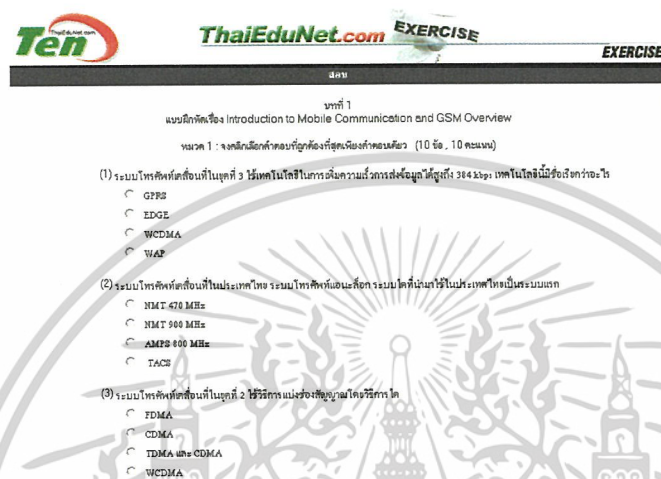 ThaiEduNet.com
Ten
ThaiEduNet.com EXERCISE
EXERCISE
สอบ
บทที่ 1
แบบฝึกหัดเรื่อง Introduction to Mobile Communication and GSM Overview
หมวด 1 : จงคลิกเลือกคำตอบที่ถูกต้องที่สุดเพียงคำตอบเดียว (10 ข้อ , 10 คะแนน)
(1) ระบบโทรศัพท์เคลื่อนที่ในยุคที่ 3 ใช้เทคโนโลยีในการเพิ่มความเร็วการส่งข้อมูลได้สูงถึง 384 kbps เทคโนโลยีนี้มีชื่อเรียกว่าอะไร
GPRS
EDGE
WCDMA
WAP
(2) ระบบโทรศัพท์เคลื่อนที่ในประเทศไทย ระบบโทรศัพท์แอนะล็อก ระบบใดที่นำมาใช้ในประเทศไทยเป็นระบบแรก
NMT 470 MHz
NMT 900 MHz
AMPS 800 MHz
TACS
(3) ระบบโทรศัพท์เคลื่อนที่ในยุคที่ 2 ใช้วิธีการแบ่งช่องสัญญาณโดยวิธีการใด
FDMA
CDMA
TDMA และ CDMA
WCDMA